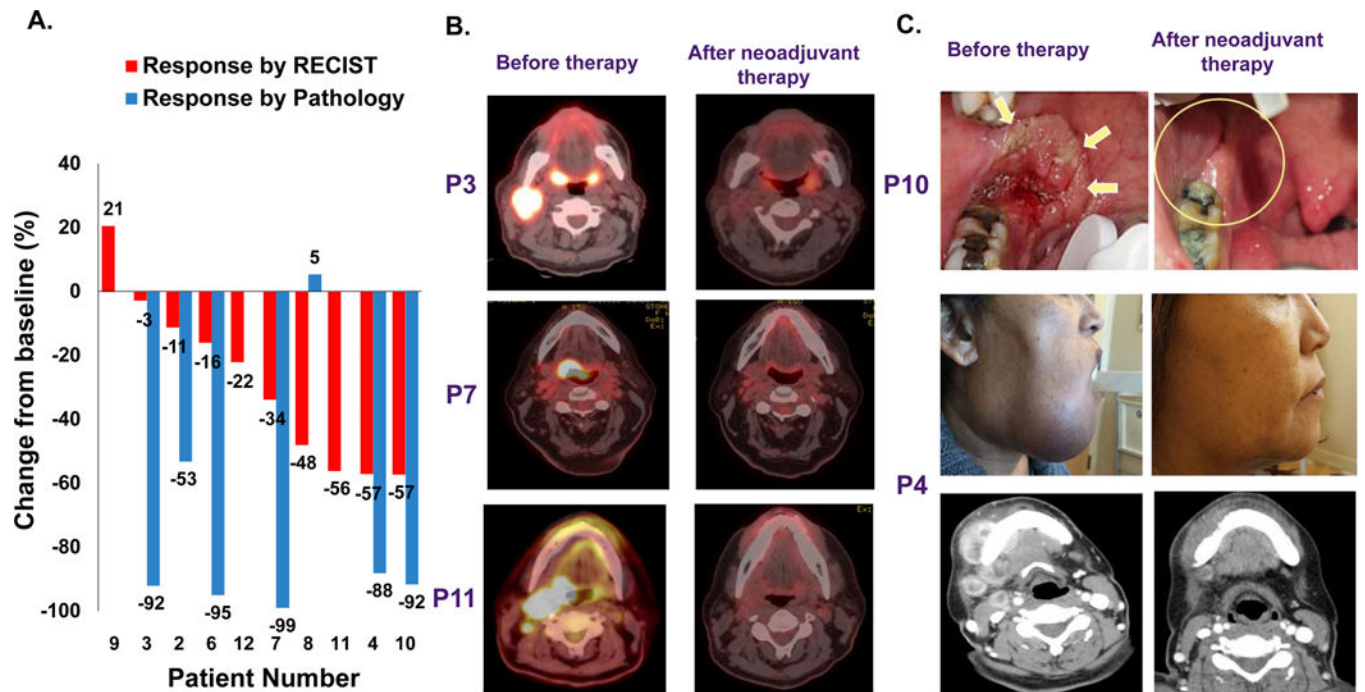 A.
Response by RECIST
Response by Pathology
Change from baseline (%)
40
20
0
-20
-40
-60
-80
-100
21
-3
-92
-11
-53
-16
-95
-22
-34
-99
-48
5
-56
-57
-88
-57
-92
9 3 2 6 12 7 8 11 4 10
Patient Number
B.
Before therapy
After neoadjuvant
therapy
P3
P7
P11
Ex:
C.
Before therapy
After neoadjuvant
therapy
P10
P4